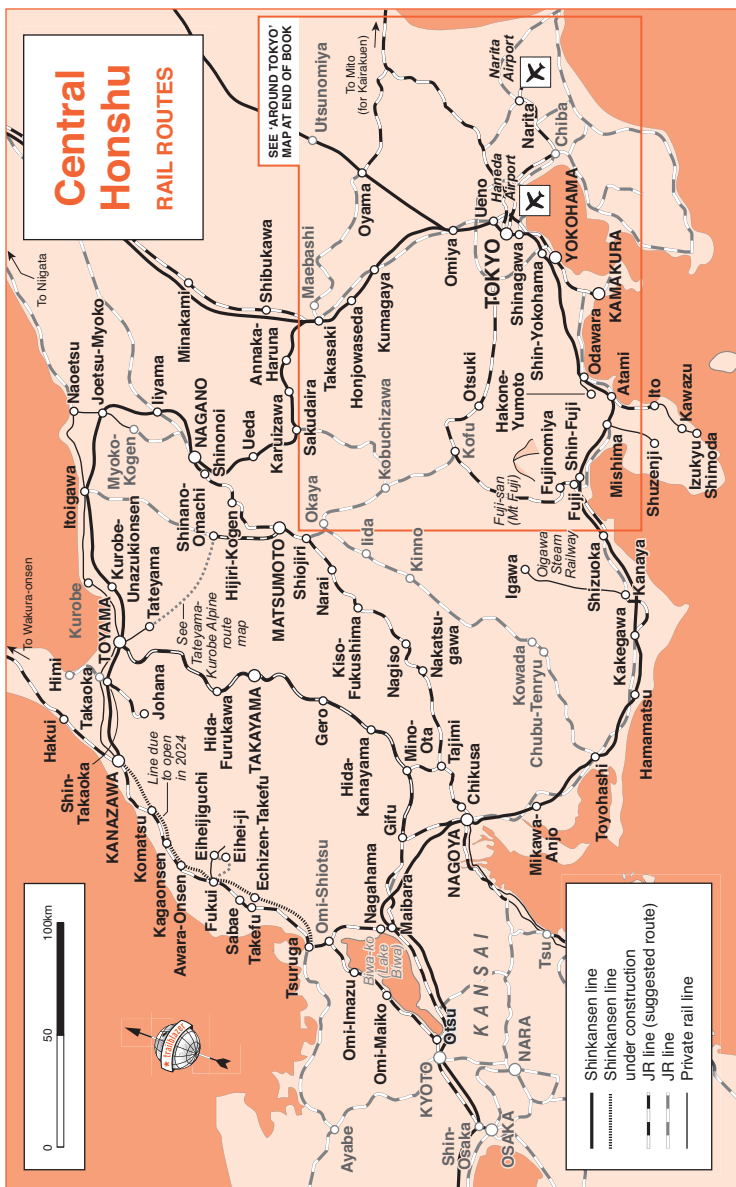 Central
Honshu
RAIL ROUTES
SEE 'AROUND TOKYO'
MAP AT END OF BOOK
To Mito
(for Kairakuen)
To Niigata
To Wakura-onsen
Utsunomiya
Oyama
Narita
Airport
Narita
Chiba
Haneda
Airport
Ueno
TOKYO
Omiya
Shinagawa
YOKOHAMA
Shin-Yokohama
KAMAKURA
Odawara
Atami
Ito
Kawazu
Izukyu
Shimoda
Shuzenji
Mishima
Hakone-
Yumoto
Otsuki
Kofu
Fuji-san
(Mt Fuji)
Fujinomiya
Shin-Fuji
Fuji
Minakami
Shibukawa
Maebashi
Takasaki
Honjowaseda
Kumagaya
Annaka-
Haruna
Karuizawa
Sakudaira
Ueda
Kobuchizawa
Naoetsu
Joetsu-Myoko
Iiyama
Myoko-
Kogen
NAGANO
Shinonoi
Itoigawa
Shinano-
Omachi
Hijiri-Kogen
MATSUMOTO
Okaya
Shiojiri
Iida
Kinno
Narai
Kiso-
Fukushima
Nagiso
Nakatsu-
gawa
Kowada
Chubu-Tenryu
Igawa
Oigawa
Steam
Railway
Shizuoka
Kanaya
Kakegawa
Hamamatsu
Toyohashi
Mikawa-
Anjo
Kurobe
Kurobe-
Unazukionsen
Tateyama
TOYAMA
See
Tateyama-
Kurobe Alpine
route
map
Himi
Takaoka
Johana
Hakui
Shin-
Takaoka
KANAZAWA
Line due
to open
in 2024
Hida-
Furukawa
TAKAYAMA
Gero
Hida-
Kanayama
Mino-
Ota
Tajimi
Chikusa
Gifu
NAGOYA
Komatsu
Kagaonsen
Awara-Onsen
Eiheijiguchi
Eihei-ji
Fukui
Sabae
Takefu
Echizen-Takefu
Tsuruga
Omi-Shiotsu
Nagahama
Maibara
Biwa-ko
(Lake
Biwa)
Omi-Imazu
Omi-Maiko
Otsu
KYOTO
KANSAI
NARA
Tsu
Ayabe
Shin-
Osaka
OSAKA
0
50
100km
trailblazer
Shinkansen line
Shinkansen line
under construction
JR line (suggested route)
JR line
Private rail line